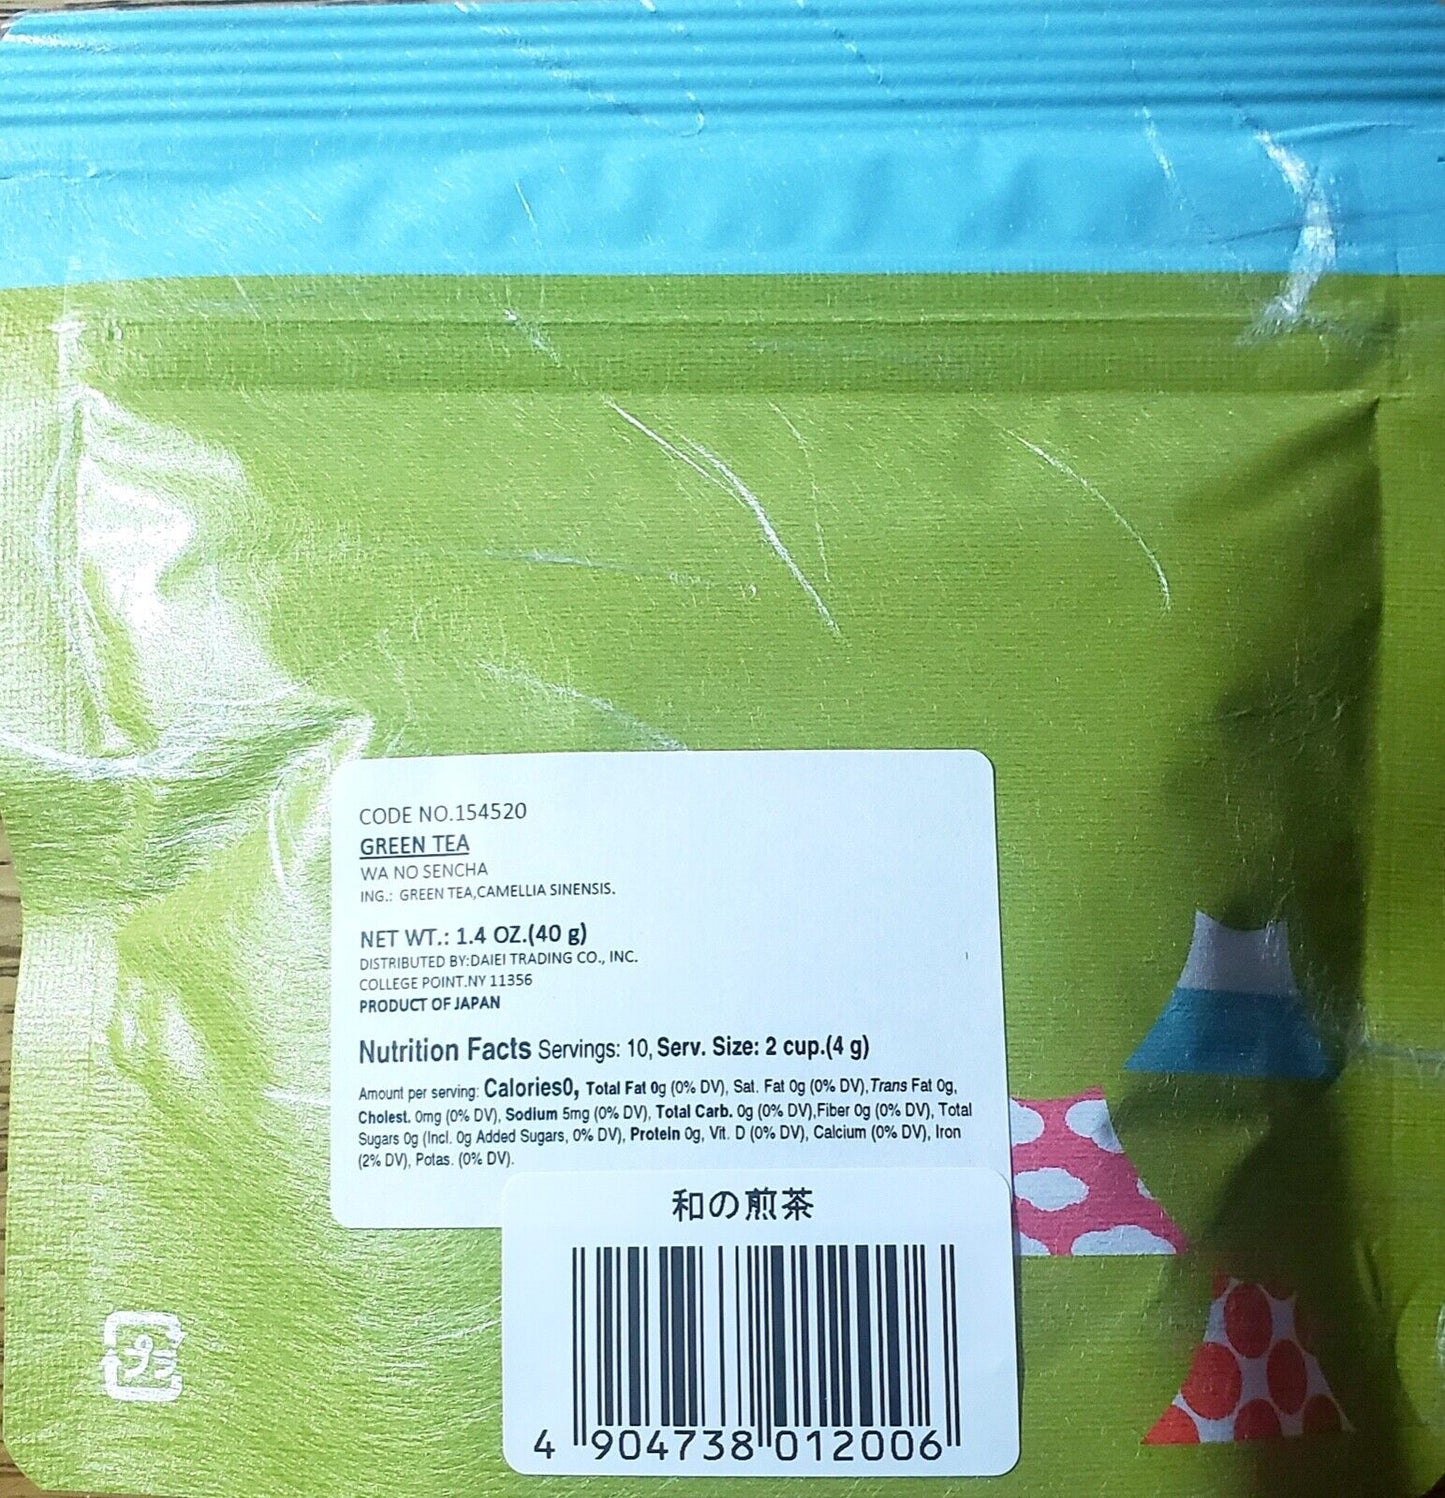 CODE NO.154520
GREEN TEA
WA NO SENCHA
ING.: GREEN TEA,CAMELLIA SINENSIS.
NET WT.: 1.4 OZ.(40 g)
DISTRIBUTED BY:DAIEI TRADING CO., INC.
COLLEGE POINT.NY 11356
PRODUCT OF JAPAN
Nutrition Facts Servings: 10, Serv. Size: 2 cup.(4 g)
Amount per serving: Calories0, Total Fat 0g (0% DV), Sat. Fat 0g (0% DV),Trans Fat 0g,
Cholest. 0mg (0% DV), Sodium 5mg (0% DV), Total Carb. 0g (0% DV),Fiber 0g (0% DV), Total
Sugars 0g (Incl. 0g Added Sugars, 0% DV), Protein 0g, Vit. D (0% DV), Calcium (0% DV), Iron
(2% DV), Potas. (0% DV).
和の煎茶
4 904738 012006
プラ